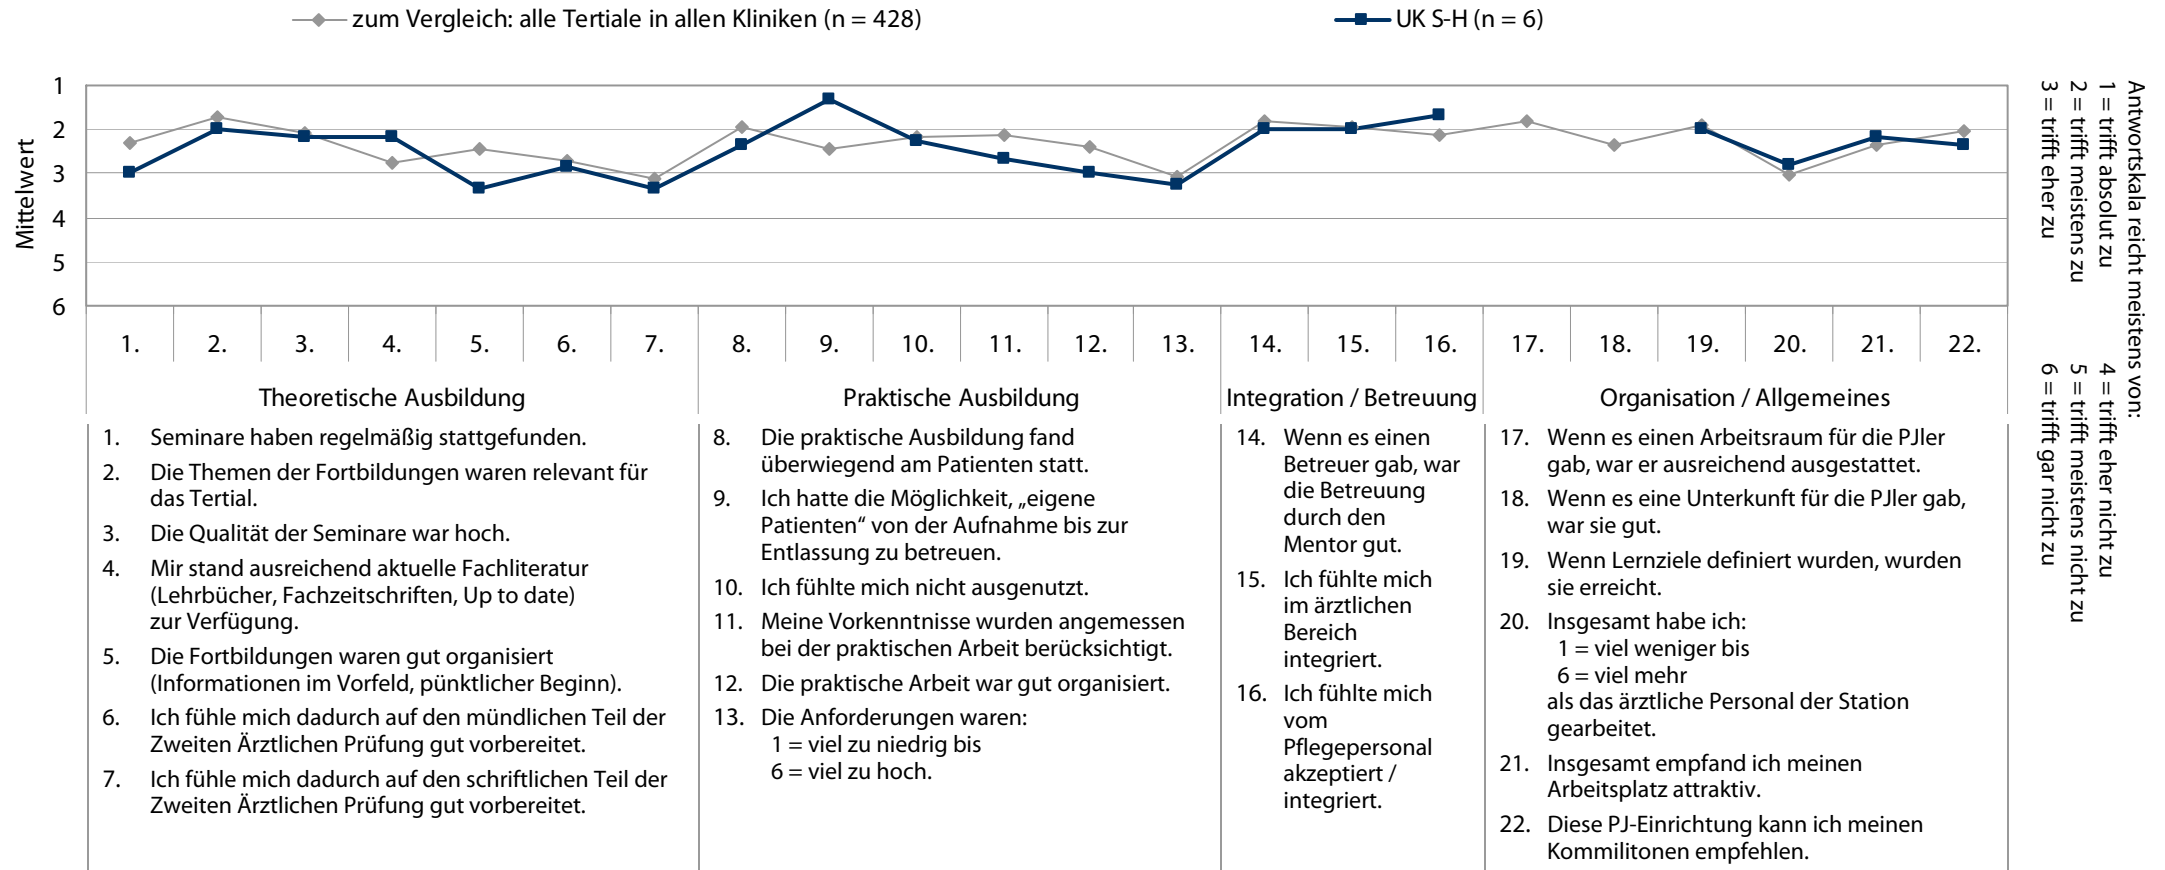 zum Vergleich: alle Tertiale in allen Kliniken (n = 428)
UK S-H (n = 6)
Mittelwert
1
2
3
4
5
6
1. 2. 3. 4. 5. 6. 7. 8. 9. 10. 11. 12. 13. 14. 15. 16. 17. 18. 19. 20. 21. 22.
Theoretische Ausbildung
Praktische Ausbildung
Integration / Betreuung
Organisation / Allgemeines
1. Seminare haben regelmäßig stattgefunden.
2. Die Themen der Fortbildungen waren relevant für
das Tertial.
3. Die Qualität der Seminare war hoch.
4. Mir stand ausreichend aktuelle Fachliteratur
(Lehrbücher, Fachzeitschriften, Up to date)
zur Verfügung.
5. Die Fortbildungen waren gut organisiert
(Informationen im Vorfeld, pünktlicher Beginn).
6. Ich fühle mich dadurch auf den mündlichen Teil der
Zweiten Ärztlichen Prüfung gut vorbereitet.
7. Ich fühle mich dadurch auf den schriftlichen Teil der
Zweiten Ärztlichen Prüfung gut vorbereitet.
8. Die praktische Ausbildung fand
überwiegend am Patienten statt.
9. Ich hatte die Möglichkeit, „eigene
Patienten“ von der Aufnahme bis zur
Entlassung zu betreuen.
10. Ich fühlte mich nicht ausgenutzt.
11. Meine Vorkenntnisse wurden angemessen
bei der praktischen Arbeit berücksichtigt.
12. Die praktische Arbeit war gut organisiert.
13. Die Anforderungen waren:
1 = viel zu niedrig bis
6 = viel zu hoch.
14. Wenn es einen
Betreuer gab, war
die Betreuung
durch den
Mentor gut.
15. Ich fühlte mich
im ärztlichen
Bereich
integriert.
16. Ich fühlte mich
vom
Pflegepersonal
akzeptiert /
integriert.
17. Wenn es einen Arbeitsraum für die PJler
gab, war er ausreichend ausgestattet.
18. Wenn es eine Unterkunft für die PJler gab,
war sie gut.
19. Wenn Lernziele definiert wurden, wurden
sie erreicht.
20. Insgesamt habe ich:
1 = viel weniger bis
6 = viel mehr
als das ärztliche Personal der Station
gearbeitet.
21. Insgesamt empfand ich meinen
Arbeitsplatz attraktiv.
22. Diese PJ-Einrichtung kann ich meinen
Kommilitonen empfehlen.
Antwortskala reicht meistens von:
1 = trifft absolut zu
2 = trifft meistens zu
3 = trifft eher zu
4 = trifft eher nicht zu
5 = trifft meistens nicht zu
6 = trifft gar nicht zu